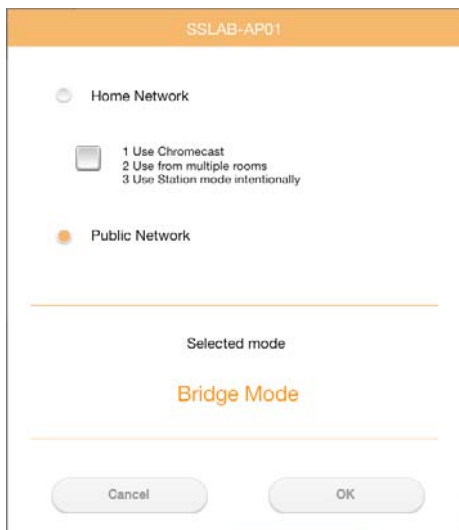 SSLAB-AP01
Home Network
1 Use Chromecast
2 Use from multiple rooms
3 Use Station mode intentionally
Public Network
Selected mode
Bridge Mode
Cancel
OK